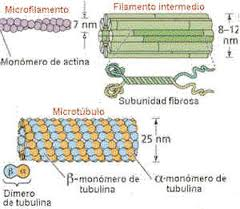 Microfilamento
7 nm
Monómero de actina
Filamento intermedio
8-12
nm
Subunidad fibrosa
Microtúbulo
25 nm
β α
Dímero de
tubulina
β-monómero de
tubulina
α-monómero de
tubulina